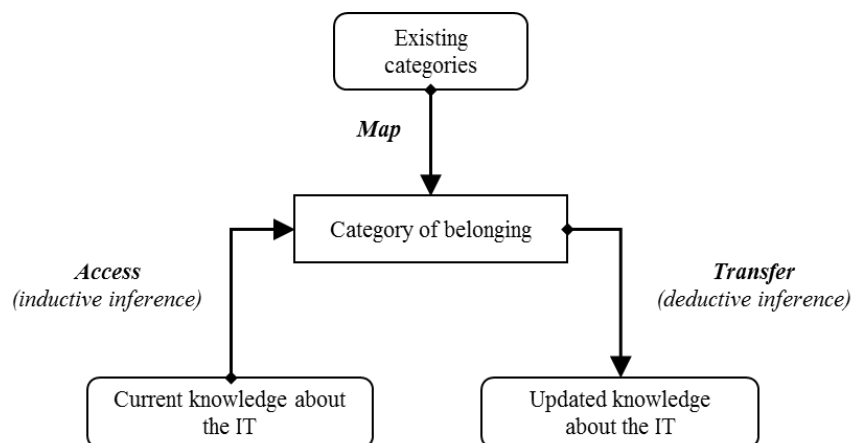 Existing
categories
Map
Category of belonging
Access
(inductive inference)
Transfer
(deductive inference)
Current knowledge about
the IT
Updated knowledge
about the IT